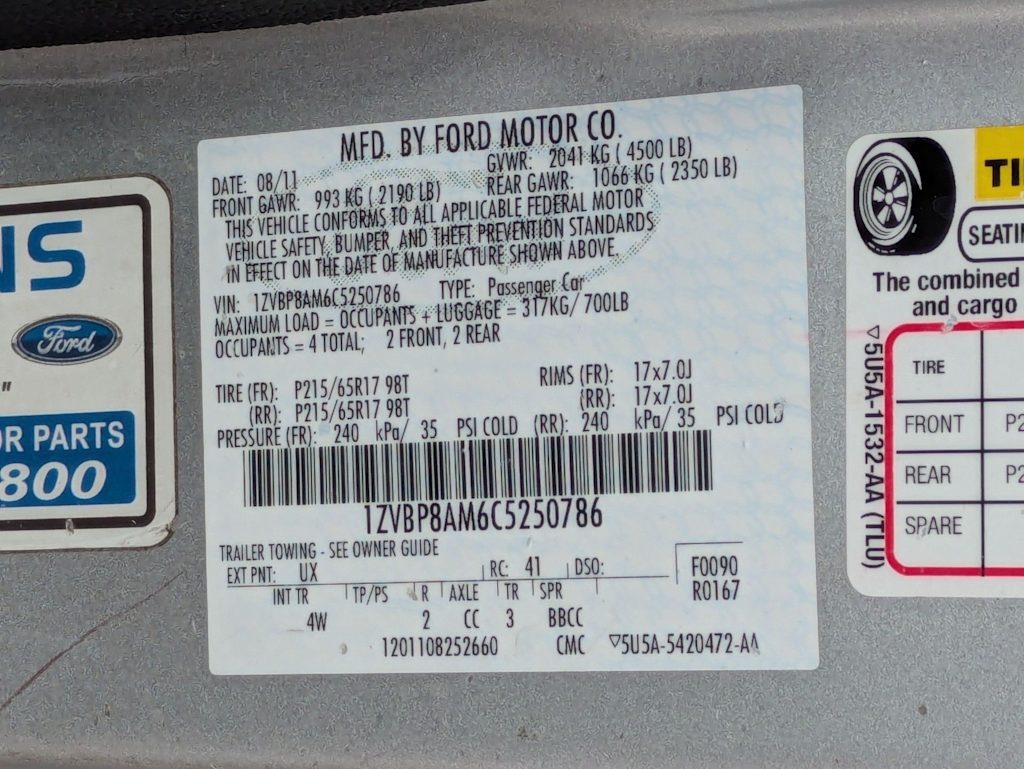 NS
Ford
"
OR PARTS
800
MFD. BY FORD MOTOR CO.
DATE: 08/11 GVWR: 2041 KG ( 4500 LB)
FRONT GAWR: 993 KG ( 2190 LB) REAR GAWR: 1066 KG ( 2350 LB)
THIS VEHICLE CONFORMS TO ALL APPLICABLE FEDERAL MOTOR
VEHICLE SAFETY, BUMPER, AND THEFT PREVENTION STANDARDS
IN EFFECT ON THE DATE OF MANUFACTURE SHOWN ABOVE.
VIN: 1ZVBP8AM6C5250786 TYPE: Passenger Car
MAXIMUM LOAD = OCCUPANTS + LUGGAGE = 317KG/ 700LB
OCCUPANTS = 4 TOTAL; 2 FRONT, 2 REAR
TIRE (FR): P215/65R17 98T RIMS (FR): 17x7.0J
(RR): P215/65R17 98T (RR): 17x7.0J
PRESSURE (FR): 240 kPa/ 35 PSI COLD (RR): 240 kPa/ 35 PSI COLD
1ZVBP8AM6C5250786
TRAILER TOWING - SEE OWNER GUIDE
EXT PNT: UX RC: 41 DSO: F0090
INT TR TP/PS R AXLE TR SPR R0167
4W 2 CC 3 BBCC
1201108252660 CMC ▽5U5A-5420472-AA
TI
SEATIN
The combined
and cargo
▽5U5A-1532-AA (TLU)
TIRE
FRONT P2
REAR P2
SPARE